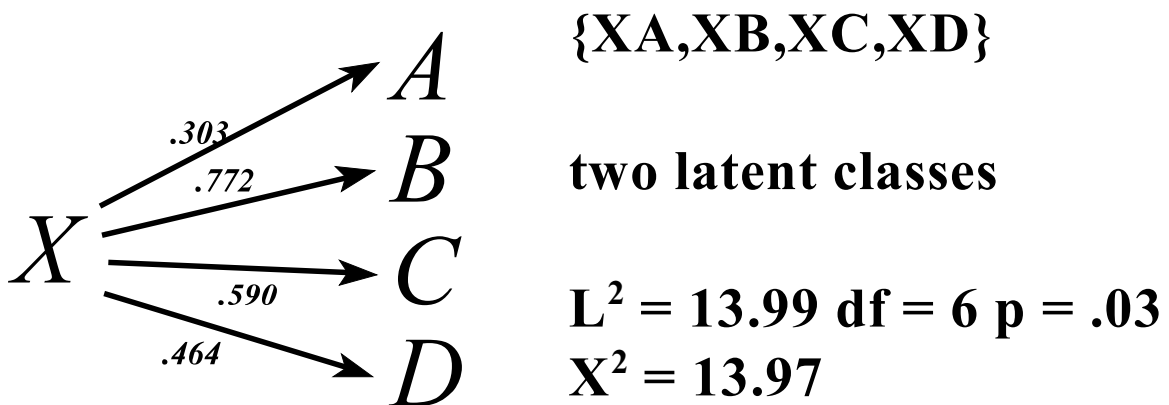 {XA,XB,XC,XD}
A
.303
.772
B
two latent classes
X
C
.590
.464
D
L² = 13.99 df = 6 p = .03
X² = 13.97